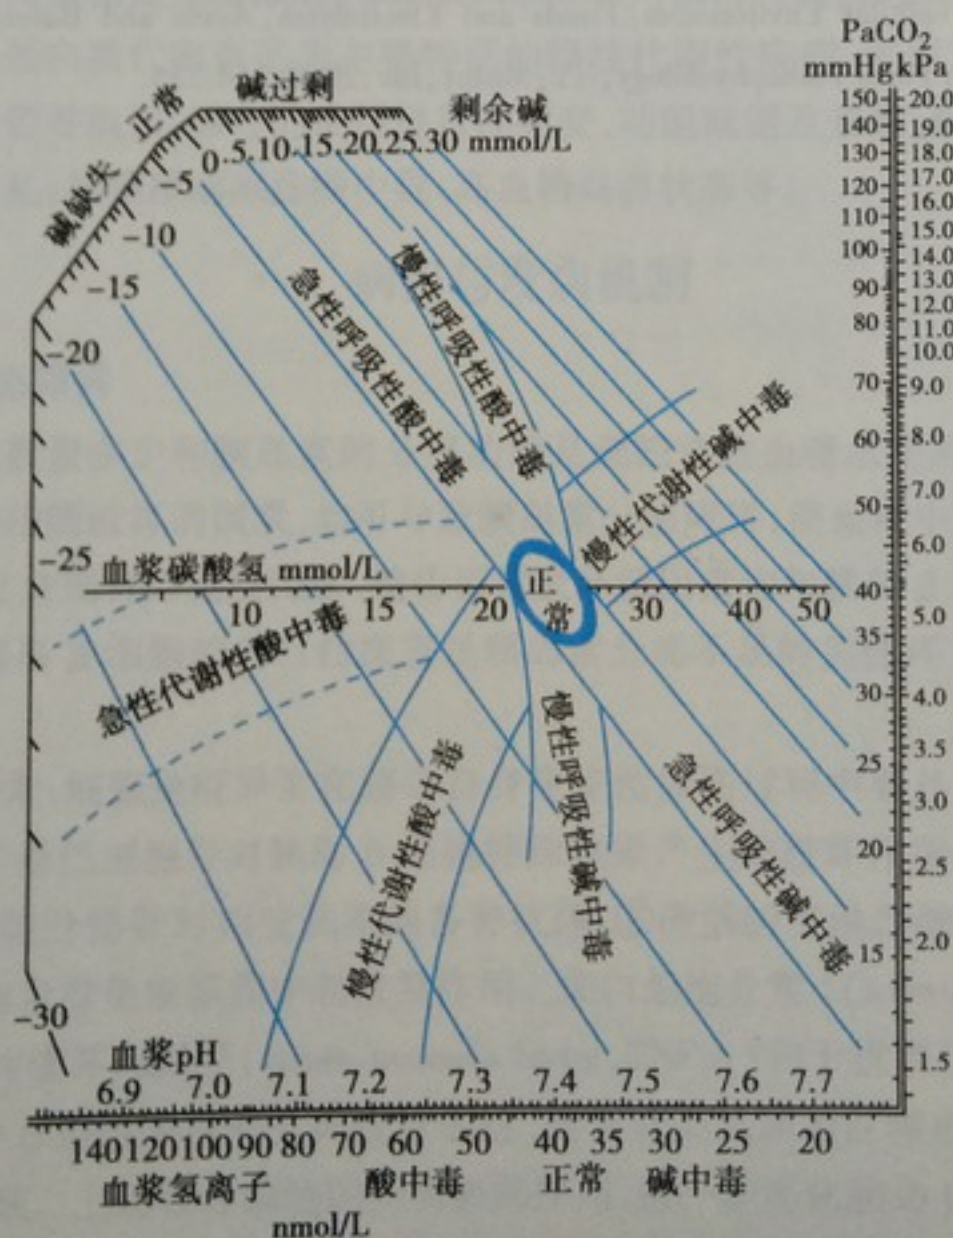 PaCO2
mmHg kPa
碱过剩
剩余碱
mmol/L
正常
碱缺失
0 5 10 15 20 25 30
-5
-10
-15
-20
-25
-30
150 140 130 120 110 100 90 80 70 60 50 40 35 30 25 20 15
20.0 19.0 18.0 17.0 16.0 15.0 14.0 13.0 12.0 11.0 10.0 9.0 8.0 7.0 6.0 5.0 4.0 3.5 3.0 2.5 2.0 1.5
急性呼吸性酸中毒
慢性呼吸性酸中毒
慢性代谢性碱中毒
血浆碳酸氢 mmol/L
正
常
10 15 20 30 40 50
急性代谢性酸中毒
慢性代谢性酸中毒
慢性呼吸性碱中毒
急性呼吸性碱中毒
血浆pH
6.9 7.0 7.1 7.2 7.3 7.4 7.5 7.6 7.7
140 120 100 90 80 70 60 50 40 35 30 25 20
血浆氢离子 酸中毒 正常 碱中毒
nmol/L